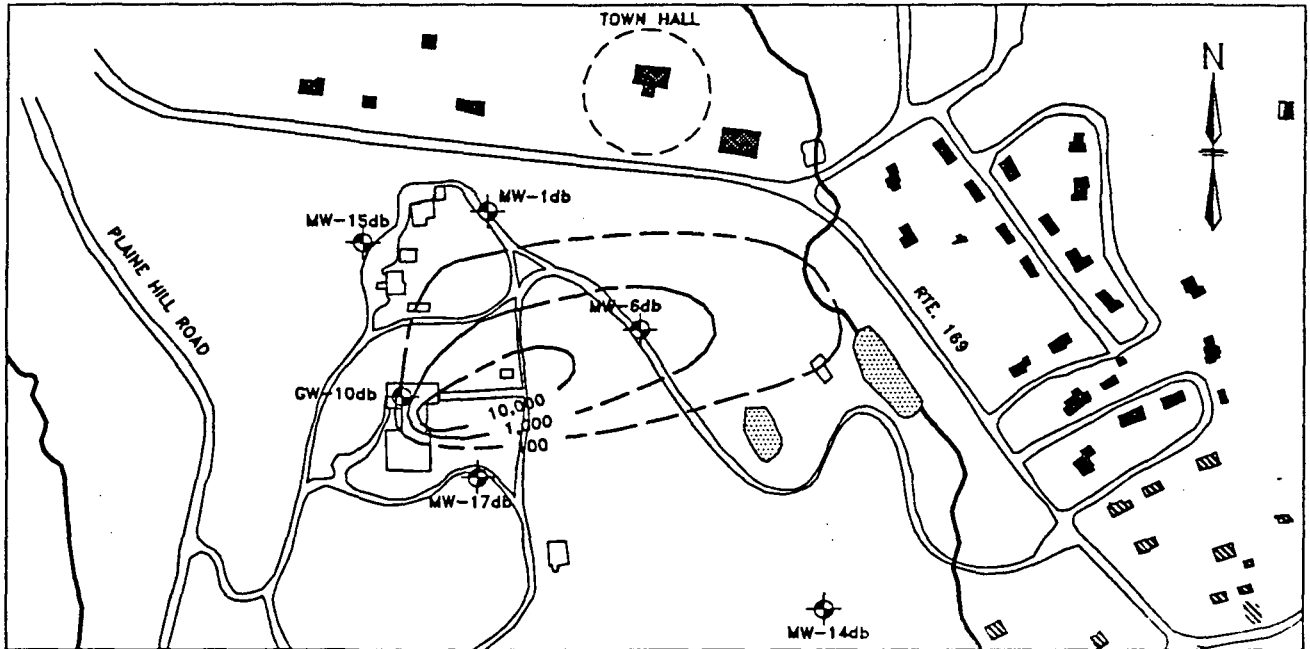 TOWN HALL
N
MW-1db
MW-15db
PLAINE HILL ROAD
MW-6db
RTE. 169
GW-10db
10,000
1,000
100
MW-17db
MW-14db